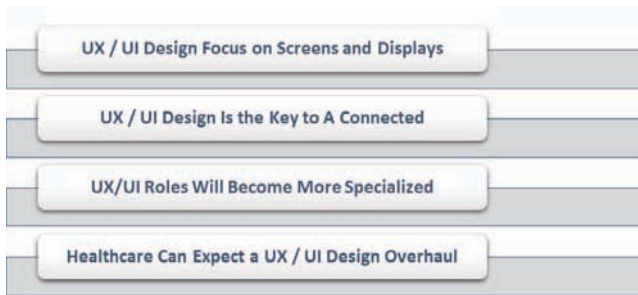 UX / UI Design Focus on Screens and Displays
UX / UI Design Is the Key to A Connected
UX/UI Roles Will Become More Specialized
Healthcare Can Expect a UX / UI Design Overhaul